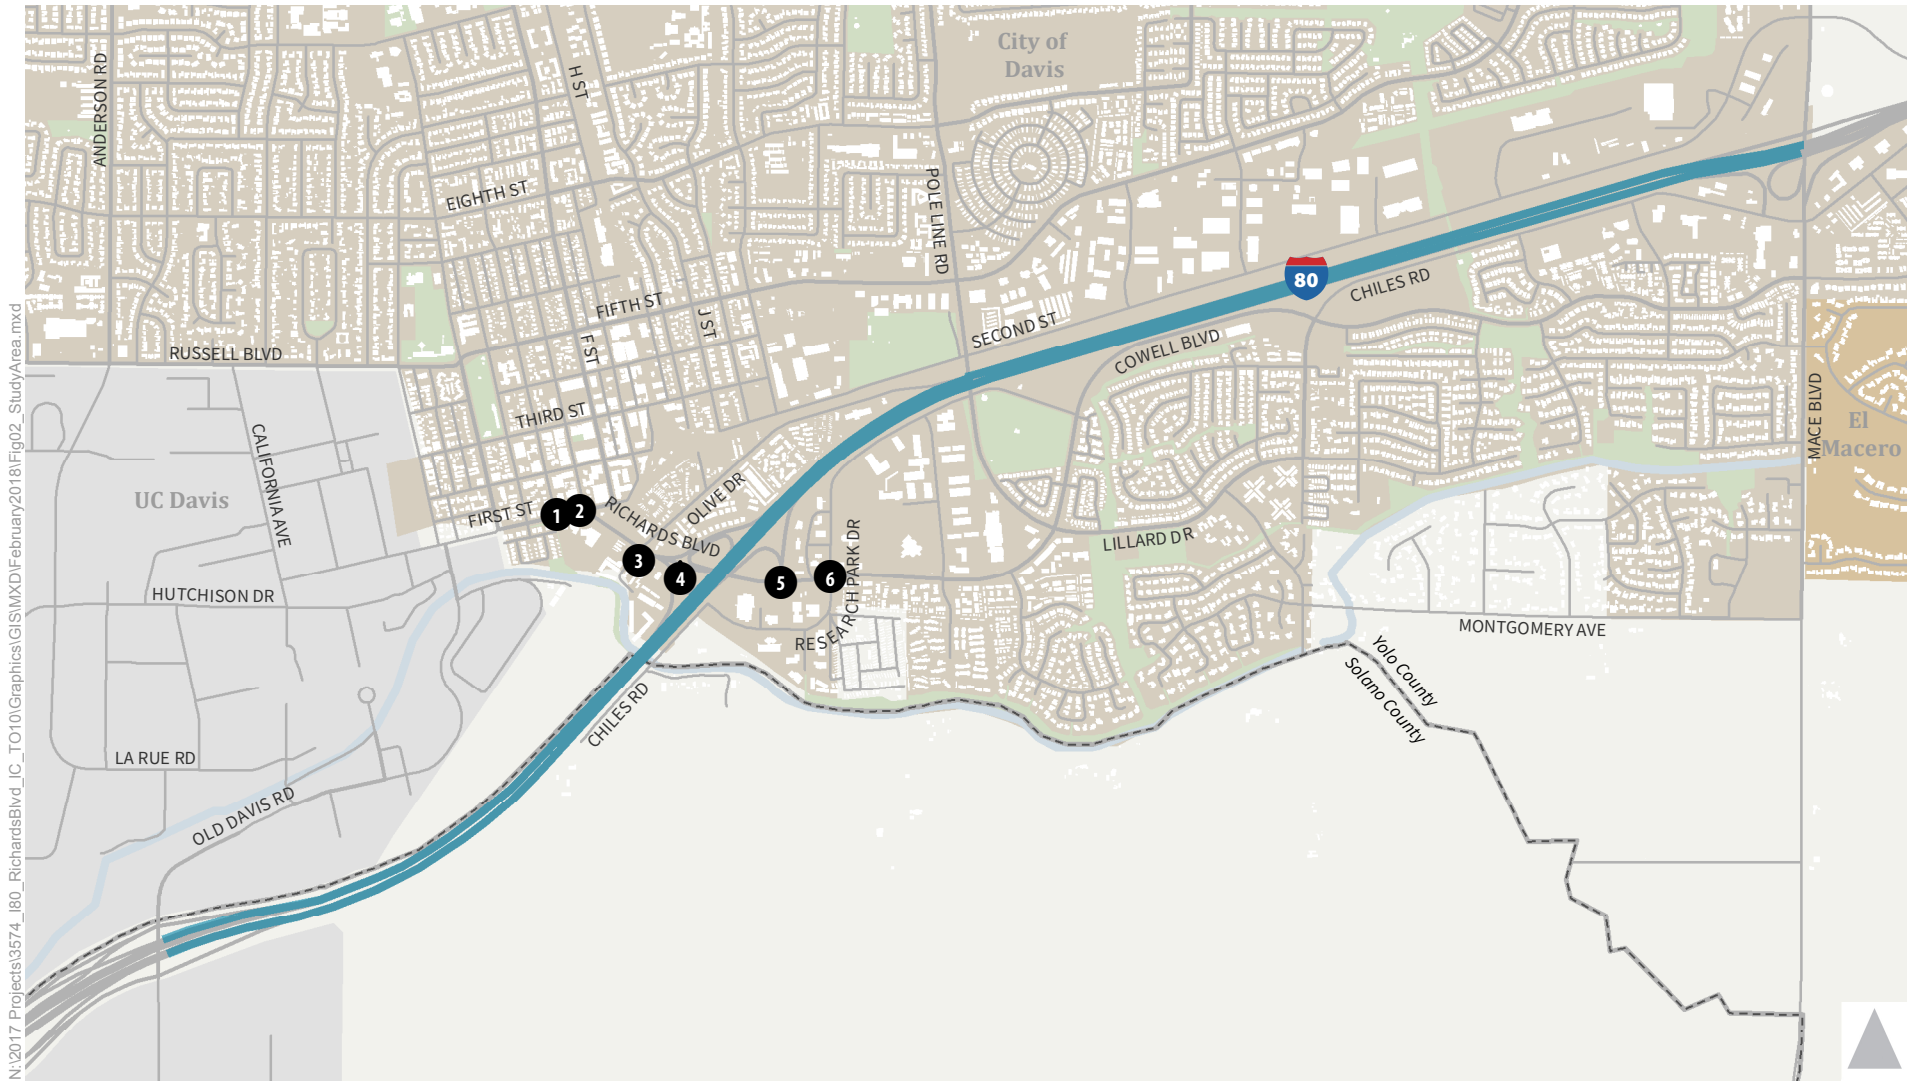 City of
Davis
H ST
ANDERSON RD
EIGHTH ST
POLE LINE RD
80
CHILES RD
FIFTH ST
J ST
F ST
SECOND ST
COWELL BLVD
RUSSELL BLVD
MACE BLVD
El
Macero
THIRD ST
CALIFORNIA AVE
UC Davis
OLIVE DR
FIRST ST
1
2
RICHARDS BLVD
LILLARD DR
3
4
5
6
RESEARCH PARK DR
HUTCHISON DR
MONTGOMERY AVE
Yolo County
Solano County
CHILES RD
LA RUE RD
OLD DAVIS RD
N:\2017 Projects\3574_I80_RichardsBlvd_IC_TO10\Graphics\GIS\MXD\February2018\Fig02_StudyArea.mxd